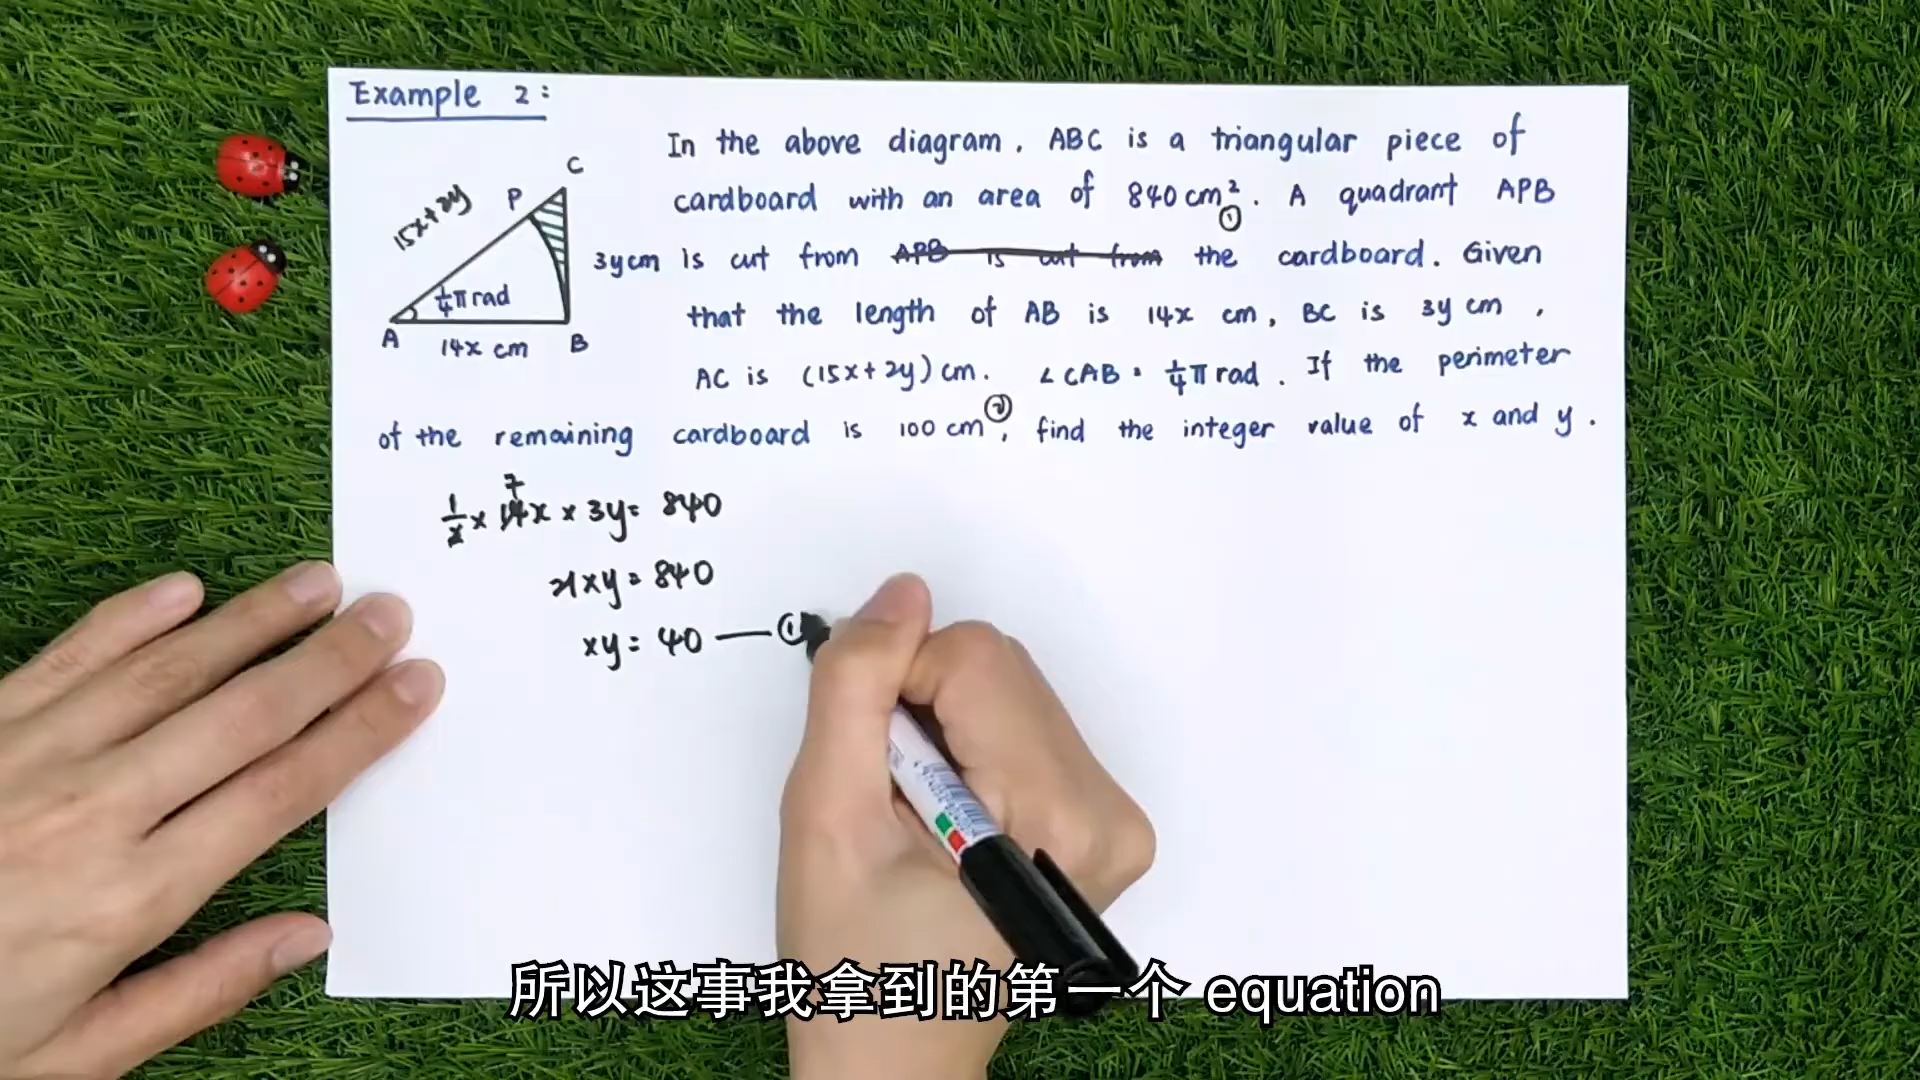 Example 2:
In the above diagram, ABC is a triangular piece of
C
P
15x+2y
cardboard with an area of 840 cm². A quadrant APB
①
3y cm is cut from APB is cut from the cardboard. Given
1/4 π rad
that the length of AB is 14x cm, BC is 3y cm,
A 14x cm B
AC is (15x+2y) cm. ∠CAB = 1/4 π rad. If the perimeter
②
of the remaining cardboard is 100 cm, find the integer value of x and y.
7
1/2 × 14x × 3y = 840
21xy = 840
xy = 40 — ①
所以这事我拿到的第一个 equation